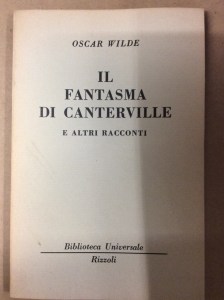 OSCAR WILDE
IL
FANTASMA
DI CANTERVILLE
E ALTRI RACCONTI
Biblioteca Universale
Rizzoli